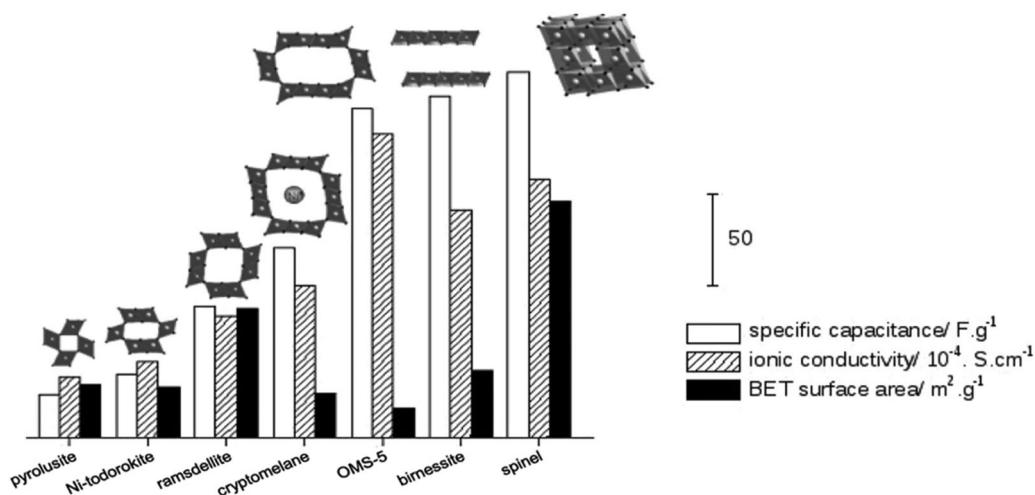 50
specific capacitance/ F.g⁻¹
ionic conductivity/ 10⁻⁴. S.cm⁻¹
BET surface area/ m².g⁻¹
pyrolusite
Ni-todorokite
ramsdellite
cryptomelane
OMS-5
birnessite
spinel